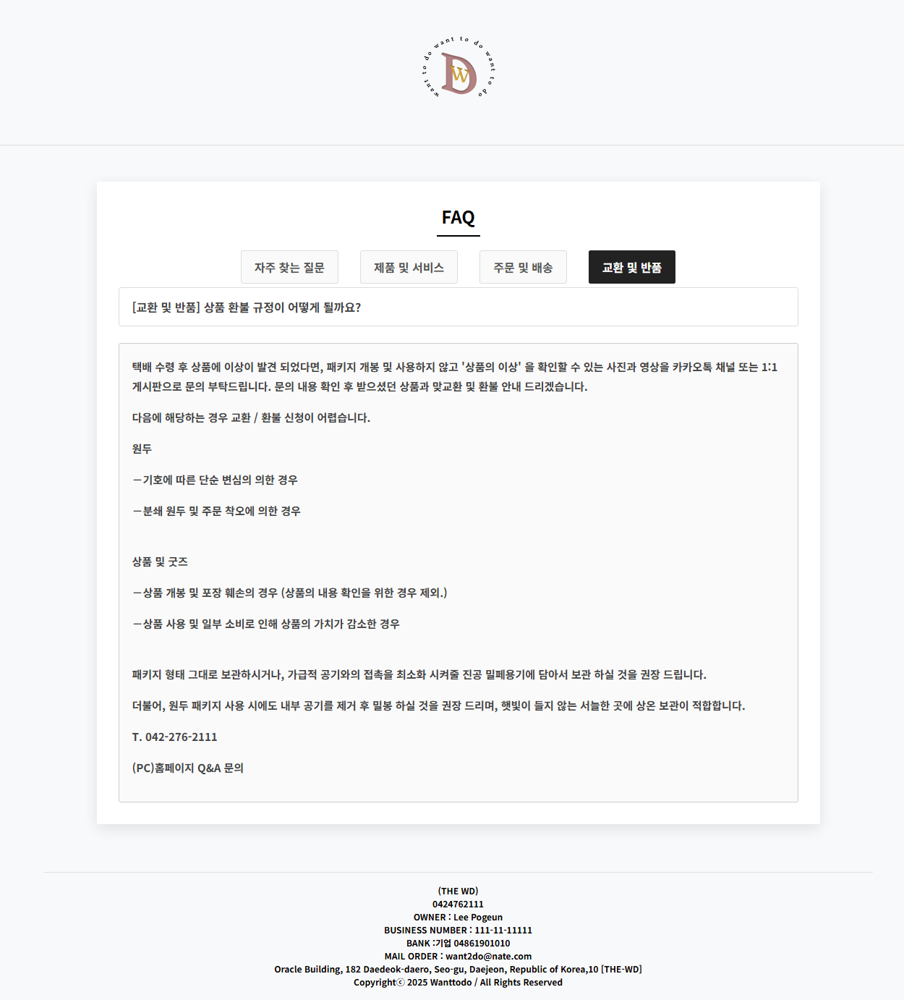 want to do want to do want to do want to do
D
W
FAQ
자주 찾는 질문
제품 및 서비스
주문 및 배송
교환 및 반품
[교환 및 반품] 상품 환불 규정이 어떻게 될까요?
택배 수령 후 상품에 이상이 발견 되었다면, 패키지 개봉 및 사용하지 않고 '상품의 이상' 을 확인할 수 있는 사진과 영상을 카카오톡 채널 또는 1:1
게시판으로 문의 부탁드립니다. 문의 내용 확인 후 받으셨던 상품과 맞교환 및 환불 안내 드리겠습니다.
다음에 해당하는 경우 교환 / 환불 신청이 어렵습니다.
원두
－기호에 따른 단순 변심의 의한 경우
－분쇄 원두 및 주문 착오에 의한 경우
상품 및 굿즈
－상품 개봉 및 포장 훼손의 경우 (상품의 내용 확인을 위한 경우 제외.)
－상품 사용 및 일부 소비로 인해 상품의 가치가 감소한 경우
패키지 형태 그대로 보관하시거나, 가급적 공기와의 접촉을 최소화 시켜줄 진공 밀페용기에 담아서 보관 하실 것을 권장 드립니다.
더불어, 원두 패키지 사용 시에도 내부 공기를 제거 후 밀봉 하실 것을 권장 드리며, 햇빛이 들지 않는 서늘한 곳에 상온 보관이 적합합니다.
T. 042-276-2111
(PC)홈페이지 Q&A 문의
(THE WD)
0424762111
OWNER : Lee Pogeun
BUSINESS NUMBER : 111-11-11111
BANK :기업 04861901010
MAIL ORDER : want2do@nate.com
Oracle Building, 182 Daedeok-daero, Seo-gu, Daejeon, Republic of Korea,10 [THE-WD]
Copyrightⓒ 2025 Wanttodo / All Rights Reserved